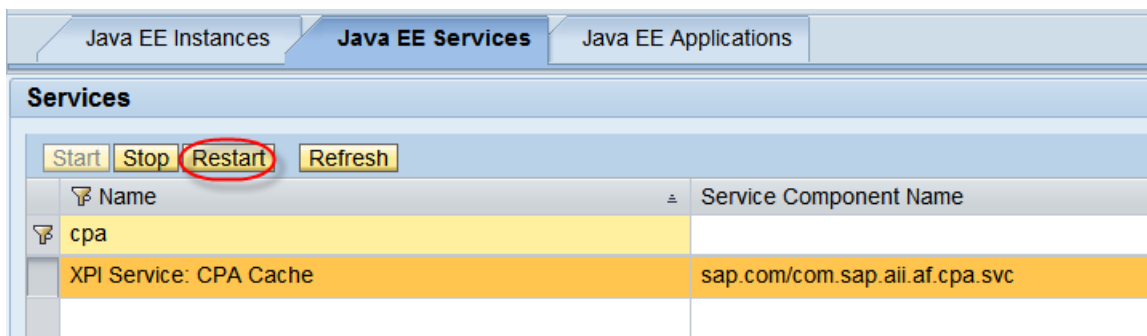 Java EE Instances Java EE Services Java EE Applications
Services
Start Stop Restart Refresh
Name Service Component Name
cpa
XPI Service: CPA Cache sap.com/com.sap.aii.af.cpa.svc